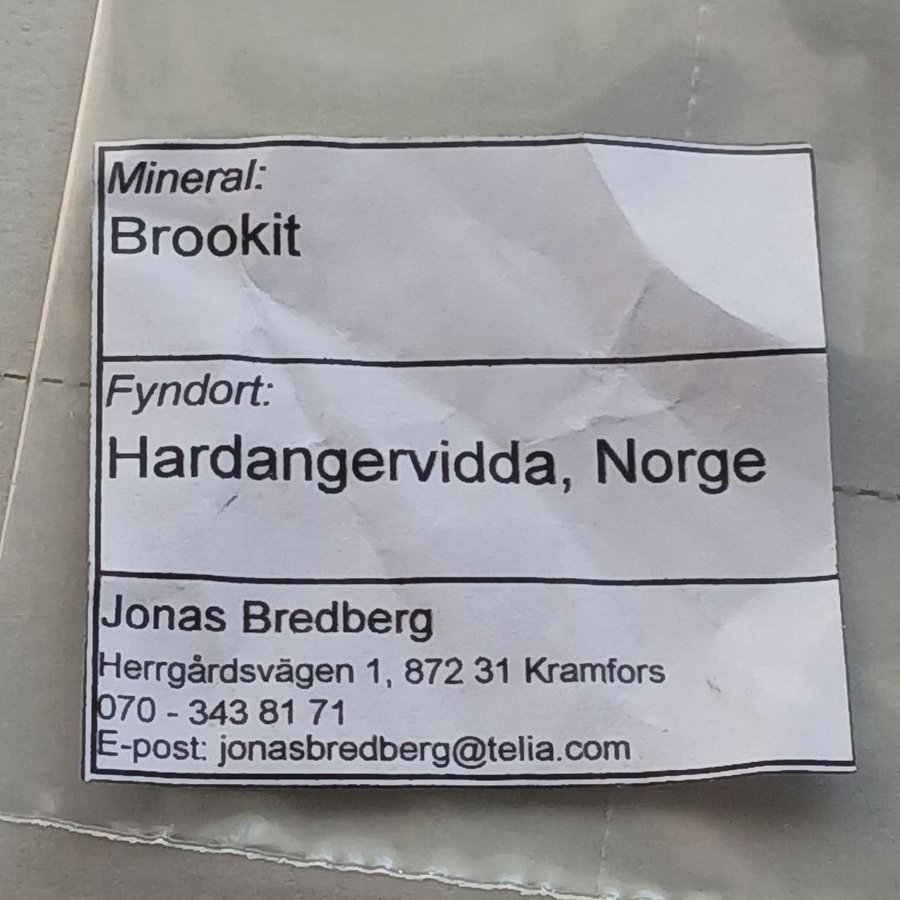 Mineral:
Brookit
Fyndort:
Hardangervidda, Norge
Jonas Bredberg
Herrgårdsvägen 1, 872 31 Kramfors
070 - 343 81 71
E-post: jonasbredberg@telia.com